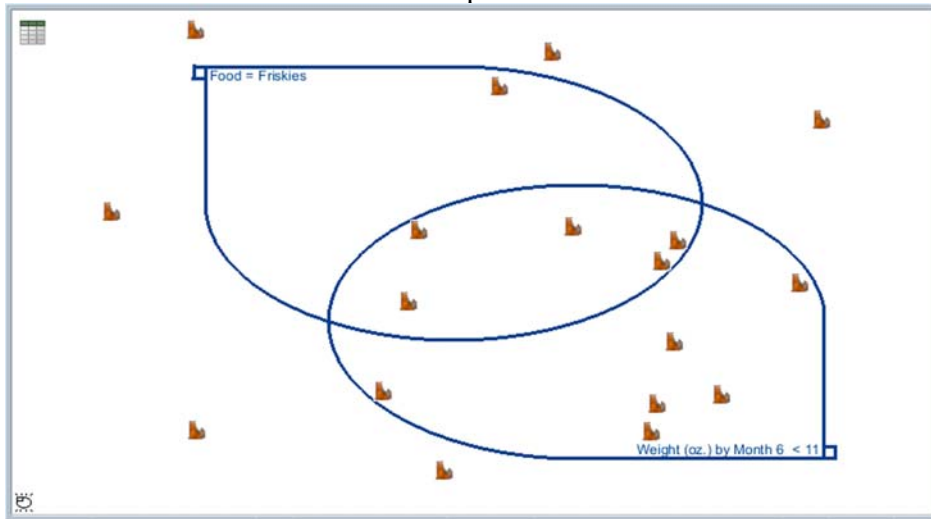 Food = Friskies
Weight (oz.) by Month 6 < 11